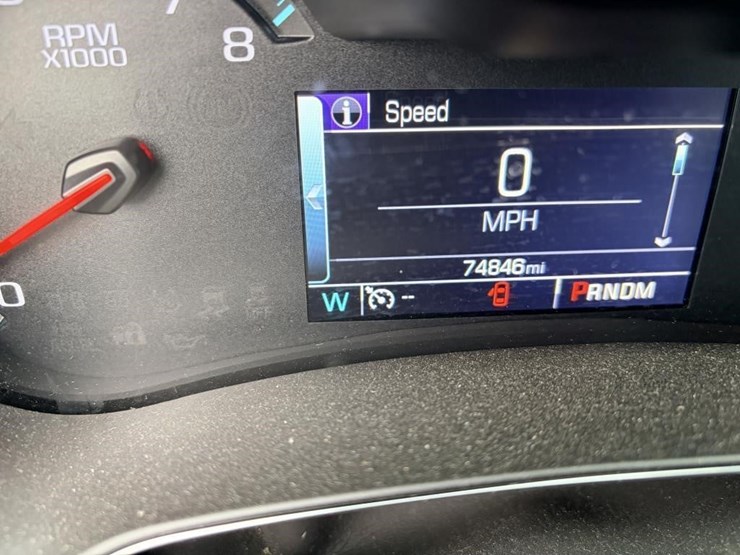 7
RPM
X1000
8
i Speed
0
MPH
74846mi
W -- PRNDM
0